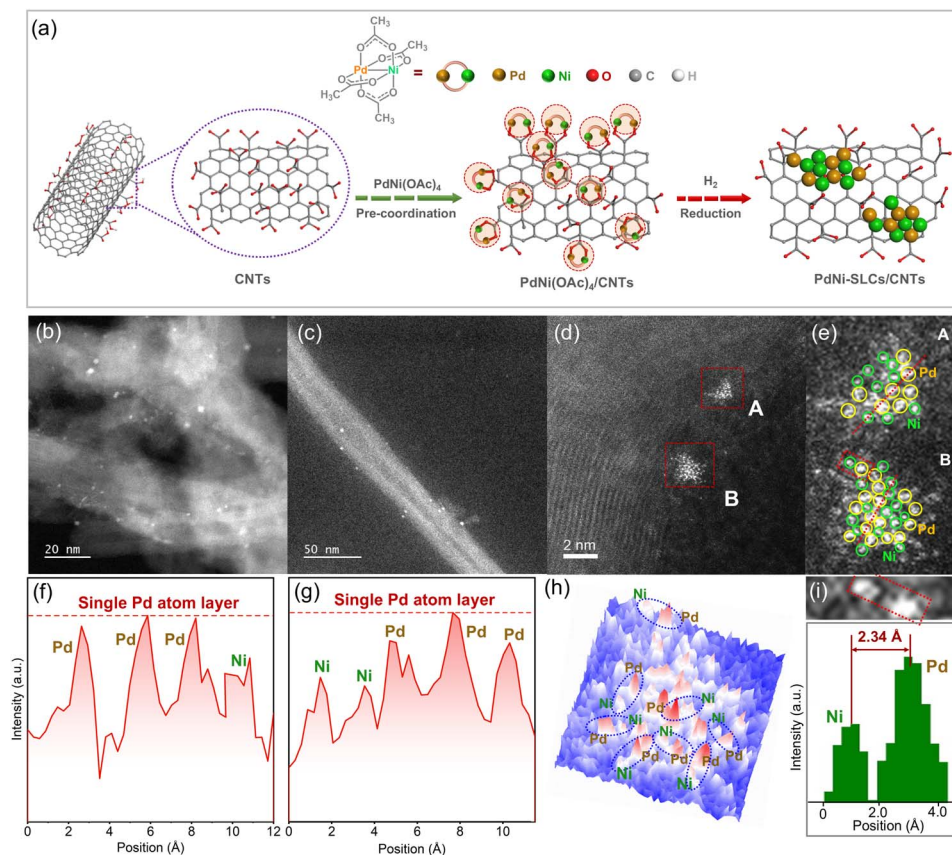 (a)
CH₃
O
O
O
O
Pd
Ni
O
O
O
O
H₃C
CH₃
CH₃
=
Pd
Ni
O
C
H
PdNi(OAc)₄
Pre-coordination
H₂
Reduction
CNTs
PdNi(OAc)₄/CNTs
PdNi-SLCs/CNTs
(b)
20 nm
(c)
50 nm
(d)
A
B
2 nm
(e)
A
Pd
Ni
B
Pd
Ni
(f)
Single Pd atom layer
Pd
Pd
Pd
Ni
Intensity (a.u.)
0 2 4 6 8 10 12
Position (Å)
(g)
Single Pd atom layer
Ni
Ni
Pd
Pd
Pd
0 2 4 6 8 10
Position (Å)
(h)
Ni
Pd
Pd
Ni
Ni
Pd
Ni
Pd
Ni
Ni
Pd
Pd
Pd
Ni
Ni
(i)
2.34 Å
Pd
Ni
Intensity (a.u.)
0 2.0 4.0
Position (Å)